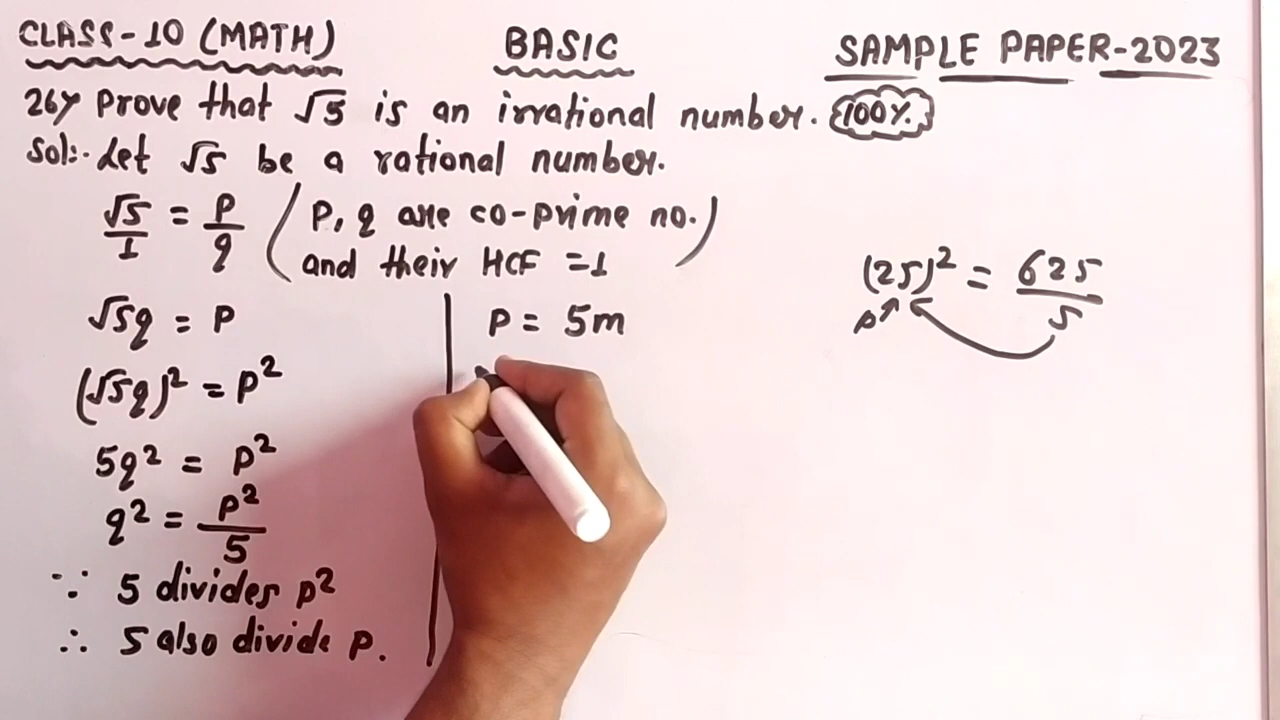 CLASS-10 (MATH) BASIC SAMPLE PAPER-2023
26Y Prove that √5 is an irrational number. 100%
Sol:- Let √5 be a rational number.
√5/1 = P/q (P, q are co-prime no.
and their HCF = 1)
√5q = P
(√5q)² = P²
5q² = P²
q² = P²/5
∵ 5 divides p²
∴ 5 also divide p.
P = 5m
(25)² = 625/5
P